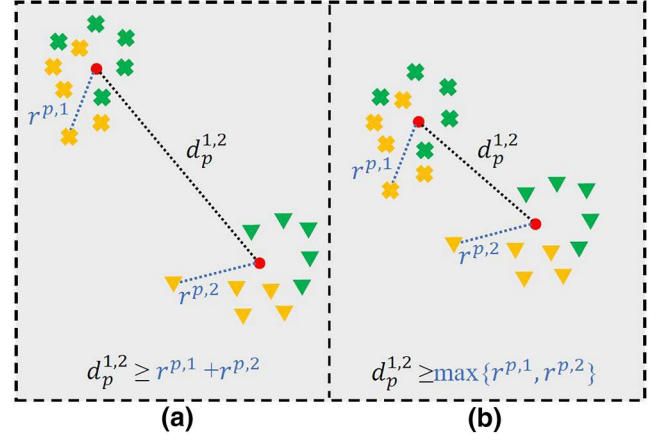 r^{p,1}
d_p^{1,2}
r^{p,2}
d_p^{1,2} ≥ r^{p,1} + r^{p,2}
(a)
r^{p,1}
d_p^{1,2}
r^{p,2}
d_p^{1,2} ≥ max{r^{p,1}, r^{p,2}}
(b)